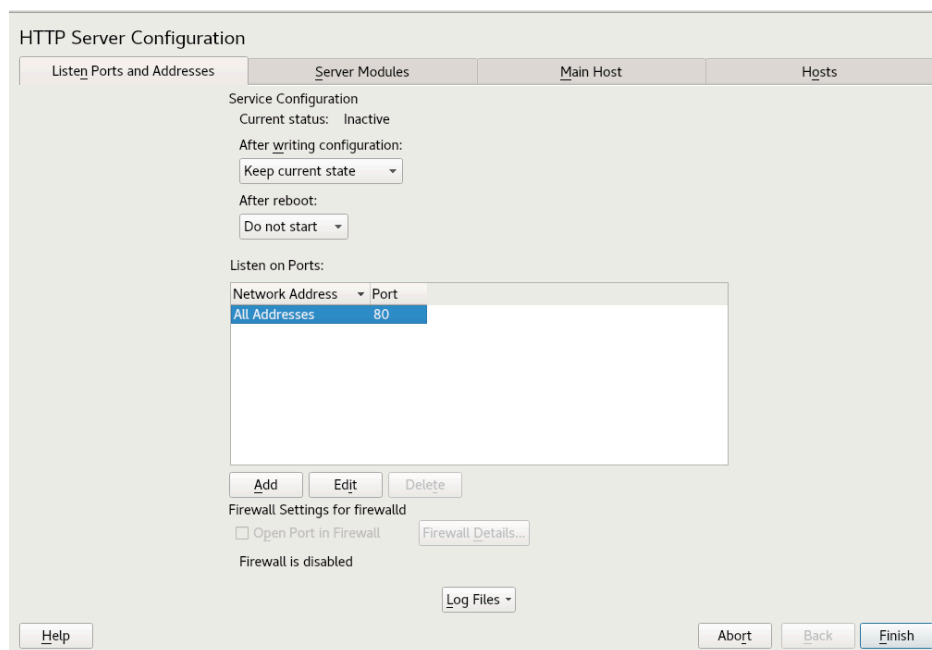 HTTP Server Configuration
Listen Ports and Addresses Server Modules Main Host Hosts
Service Configuration
Current status: Inactive
After writing configuration:
Keep current state
After reboot:
Do not start
Listen on Ports:
Network Address Port
All Addresses 80
Add Edit Delete
Firewall Settings for firewalld
Open Port in Firewall Firewall Details...
Firewall is disabled
Log Files
Help Abort Back Finish